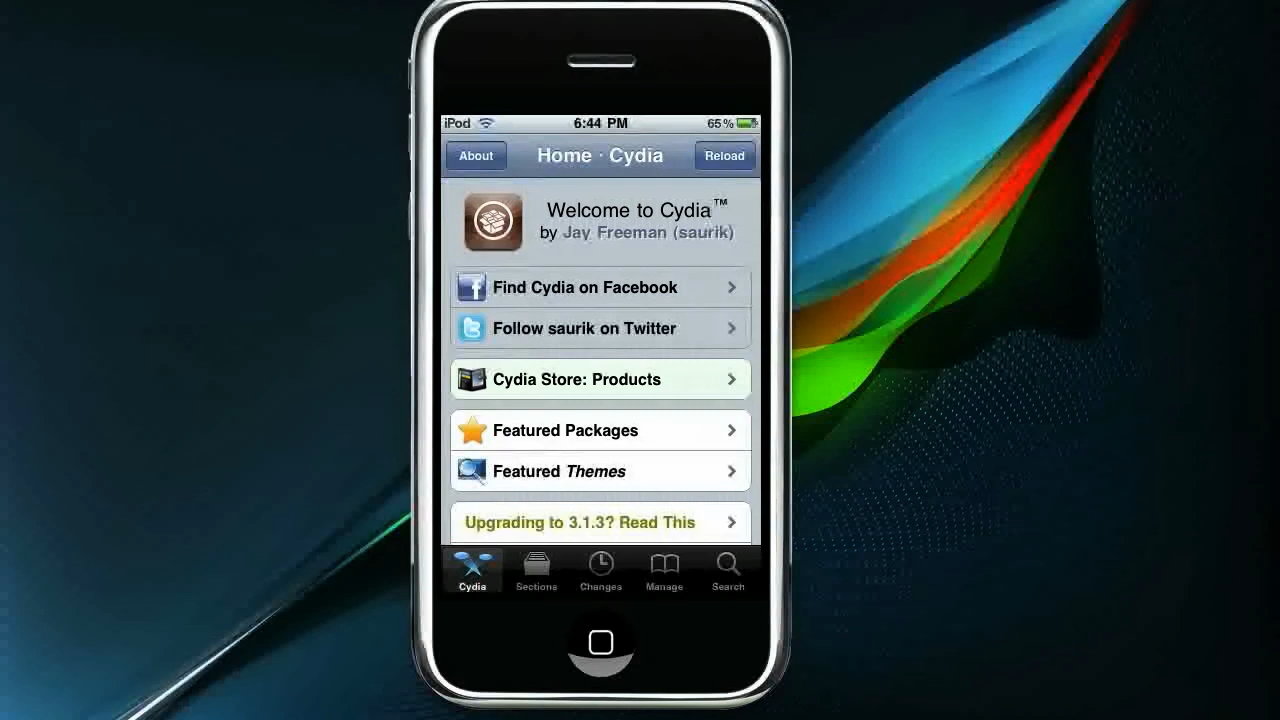 iPod 6:44 PM 65%
About Home · Cydia Reload
Welcome to Cydia™
by Jay Freeman (saurik)
Find Cydia on Facebook
Follow saurik on Twitter
Cydia Store: Products
Featured Packages
Featured Themes
Upgrading to 3.1.3? Read This
Cydia Sections Changes Manage Search